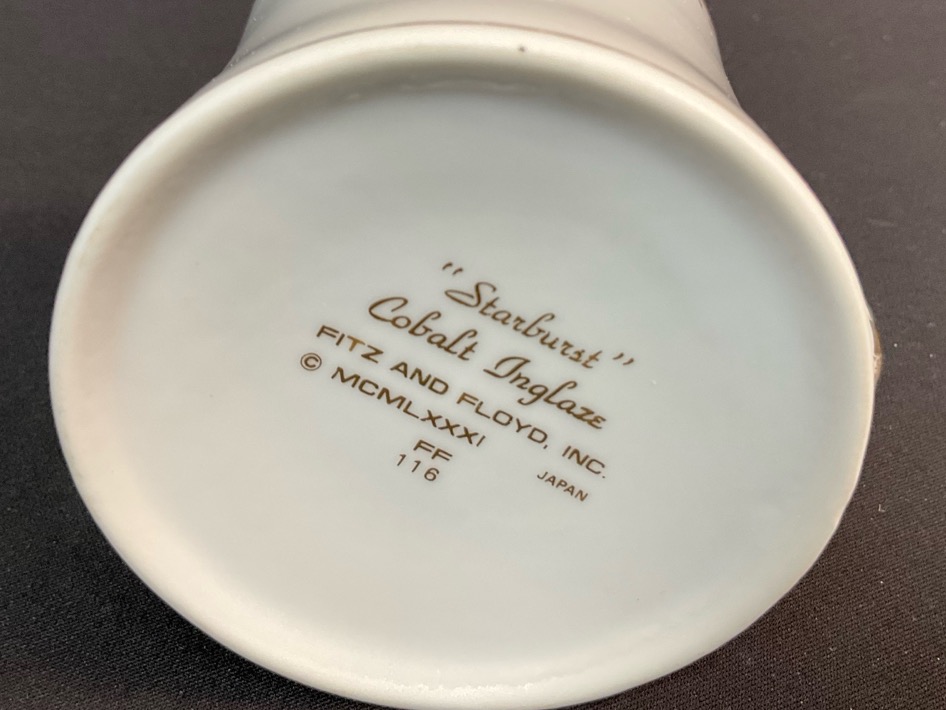 "Starburst"
Cobalt Inglaze
FITZ AND FLOYD, INC.
© MCMLXXXI
FF
116
JAPAN